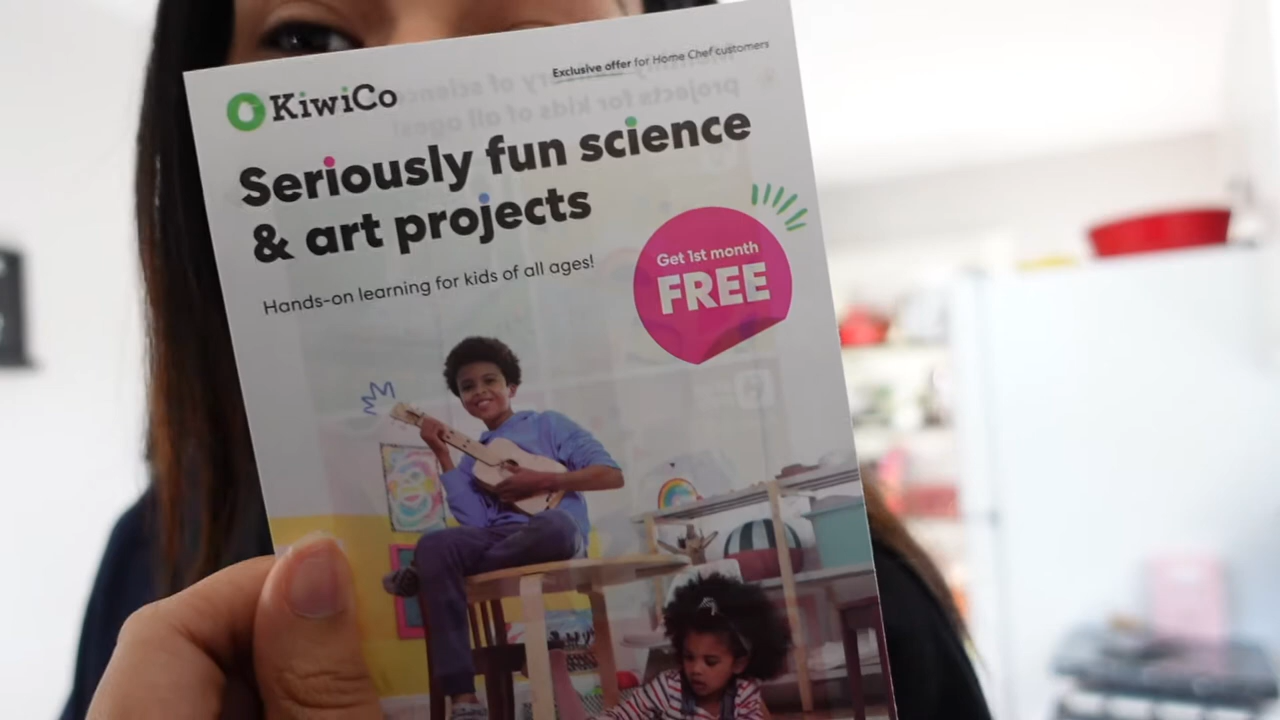 Exclusive offer for Home Chef customers
KiwiCo
Seriously fun science
& art projects
Hands-on learning for kids of all ages!
Get 1st month
FREE